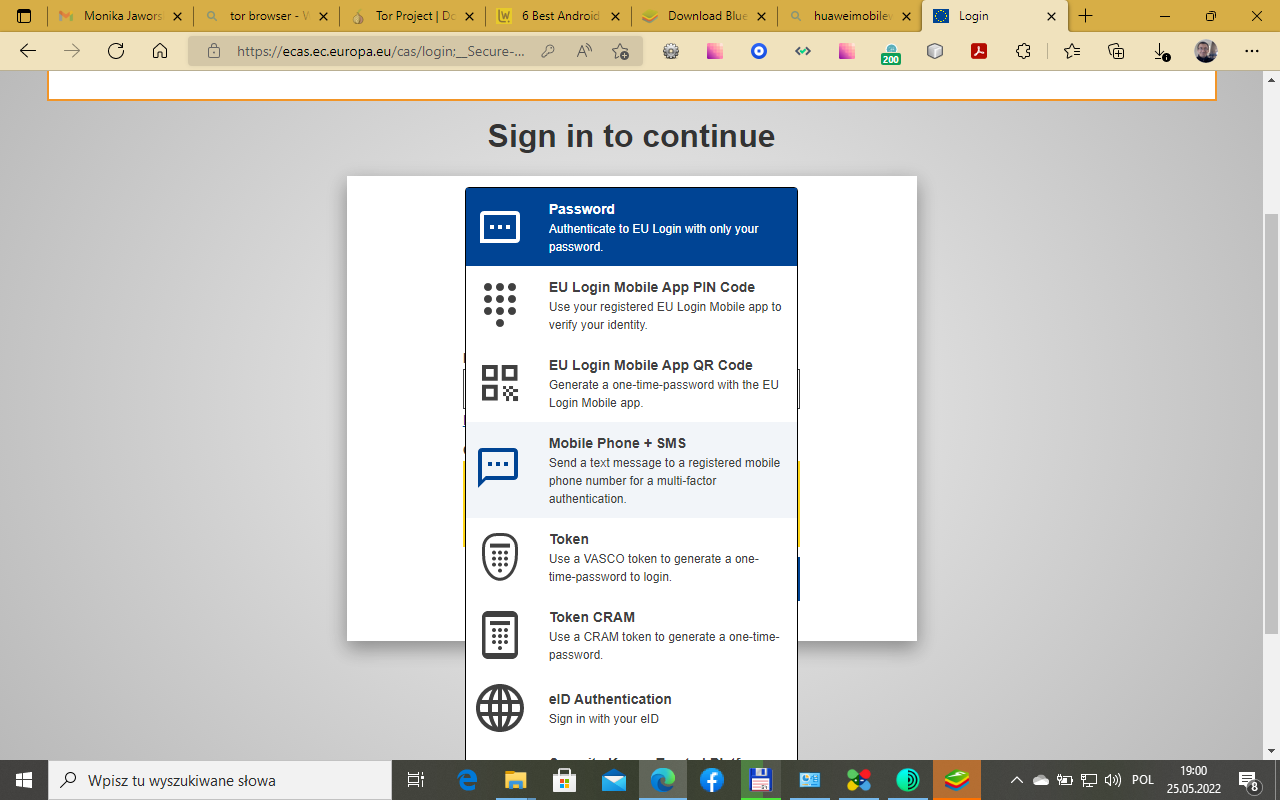 Monika Jawors
tor browser - W
Tor Project | Do
6 Best Android
Download Blue
huaweimobilew
Login
https://ecas.ec.europa.eu/cas/login;__Secure-...
200
Sign in to continue
Password
Authenticate to EU Login with only your
password.
EU Login Mobile App PIN Code
Use your registered EU Login Mobile app to
verify your identity.
EU Login Mobile App QR Code
Generate a one-time-password with the EU
Login Mobile app.
Mobile Phone + SMS
Send a text message to a registered mobile
phone number for a multi-factor
authentication.
Token
Use a VASCO token to generate a one-
time-password to login.
Token CRAM
Use a CRAM token to generate a one-time-
password.
eID Authentication
Sign in with your eID
Wpisz tu wyszukiwane słowa
POL
19:00
25.05.2022
8